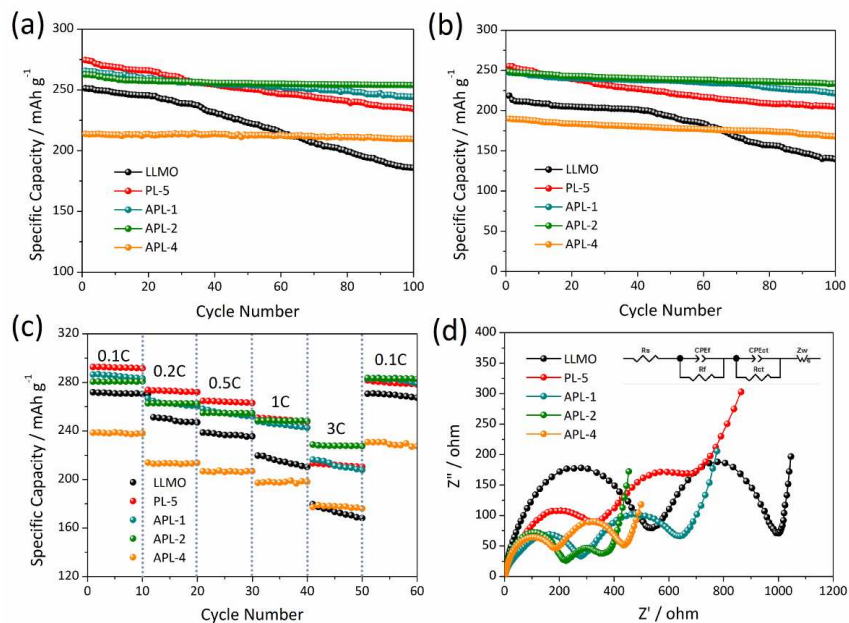 (a)
300
250
200
150
100
Specific Capacity / mAh g⁻¹
LLMO
PL-5
APL-1
APL-2
APL-4
0 20 40 60 80 100
Cycle Number
(b)
300
250
200
150
100
50
0
Specific Capacity / mAh g⁻¹
LLMO
PL-5
APL-1
APL-2
APL-4
0 20 40 60 80 100
Cycle Number
(c)
320
280
240
200
160
120
Specific Capacity / mAh g⁻¹
0.1C
0.2C
0.5C
1C
3C
0.1C
LLMO
PL-5
APL-1
APL-2
APL-4
0 10 20 30 40 50 60
Cycle Number
(d)
400
350
300
250
200
150
100
50
0
Z'' / ohm
LLMO
PL-5
APL-1
APL-2
APL-4
Rs CPEf CPEct Zw
Rf Rct
0 200 400 600 800 1000 1200
Z' / ohm